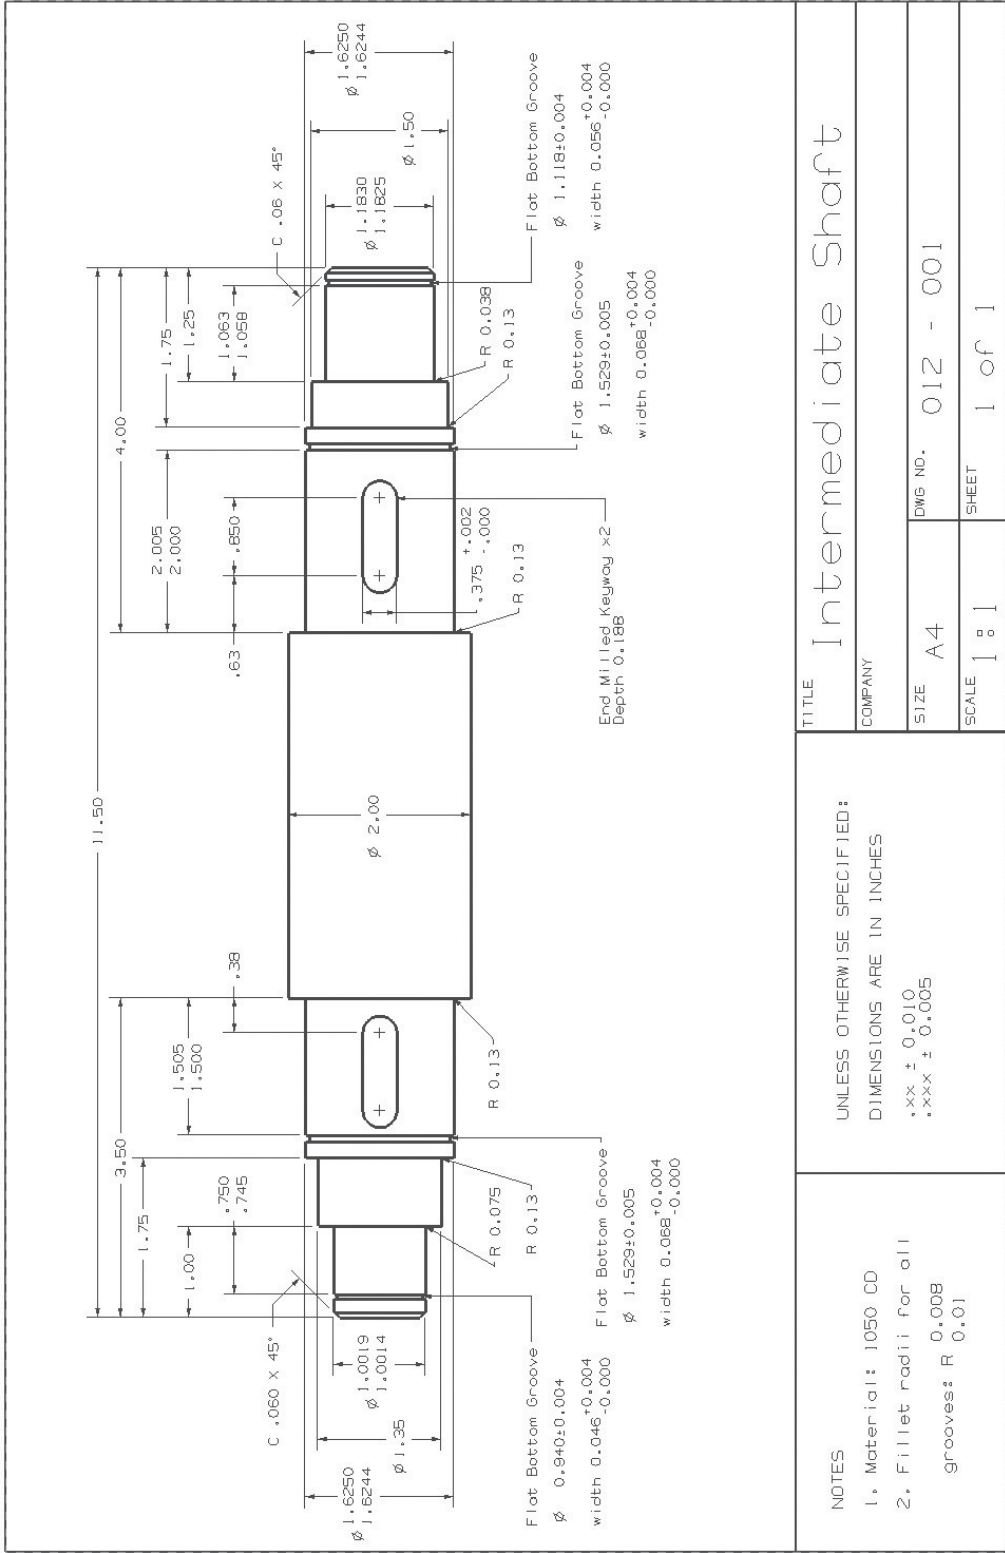 11.50
3.50
4.00
1.75
1.505
1.500
2.005
2.000
1.75
1.00
.750
.745
.38
.63
.850
1.063
1.058
1.25
C .060 x 45°
C .06 x 45°
Ø 1.6250
Ø 1.6244
Ø 1.35
Ø 1.0019
Ø 1.0014
Ø 2.00
Ø 1.1830
Ø 1.1825
Ø 1.50
Ø 1.6250
Ø 1.6244
.375 +.002 -.000
R 0.075
R 0.13
R 0.13
R 0.13
R 0.038
R 0.13
Flat Bottom Groove
Ø 0.940±0.004
width 0.046 +0.004 -0.000
Flat Bottom Groove
Ø 1.529±0.005
width 0.068 +0.004 -0.000
End Milled Keyway x2
Depth 0.188
Flat Bottom Groove
Ø 1.529±0.005
width 0.068 +0.004 -0.000
Flat Bottom Groove
Ø 1.118±0.004
width 0.056 +0.004 -0.000
NOTES
1. Material: 1050 CD
2. Fillet radii for all
grooves: R 0.008
0.01
UNLESS OTHERWISE SPECIFIED:
DIMENSIONS ARE IN INCHES
.XX ± 0.010
.XXX ± 0.005
TITLE Intermediate Shaft
COMPANY
SIZE A4
DWG NO. 012 - 001
SCALE 1:1
SHEET 1 of 1